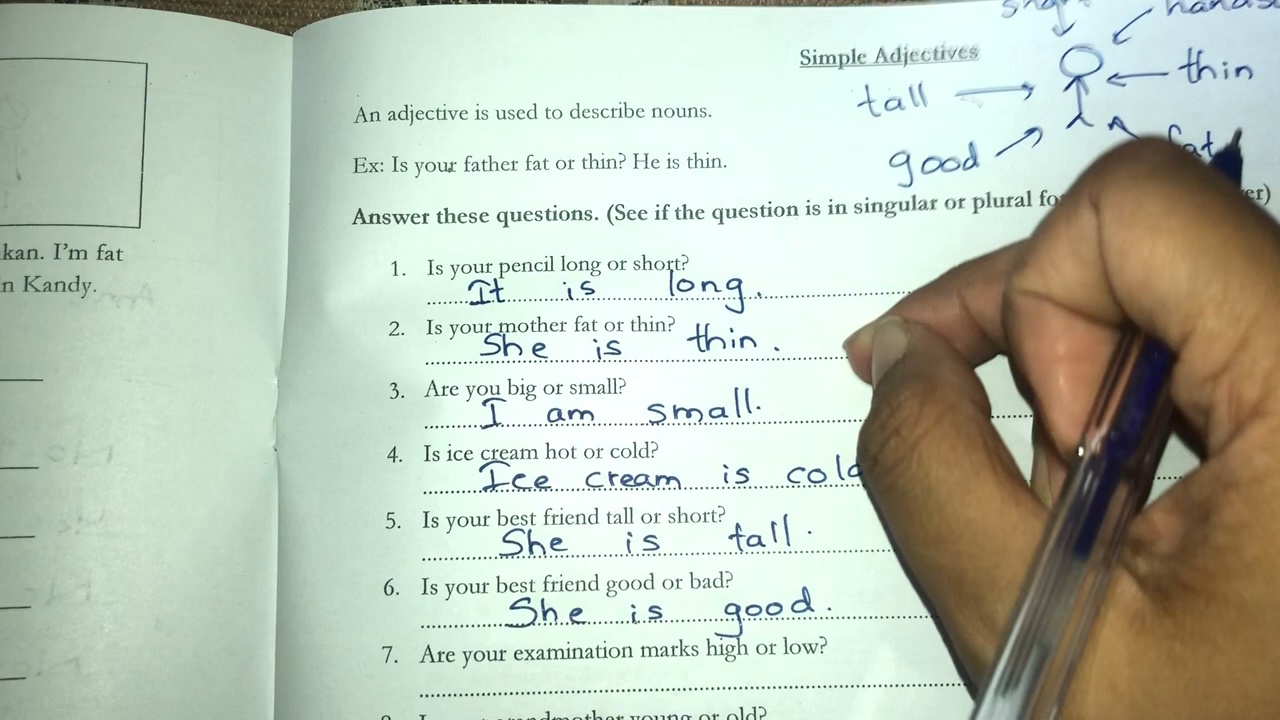 Simple Adjectives
thin
tall
good
fat
An adjective is used to describe nouns.
Ex: Is your father fat or thin? He is thin.
Answer these questions. (See if the question is in singular or plural
1. Is your pencil long or short?
It is long.
2. Is your mother fat or thin?
She is thin.
3. Are you big or small?
I am small.
4. Is ice cream hot or cold?
Ice cream is cold
5. Is your best friend tall or short?
She is tall.
6. Is your best friend good or bad?
She is good.
7. Are your examination marks high or low?
young or old?
kan. I'm fat
n Kandy.